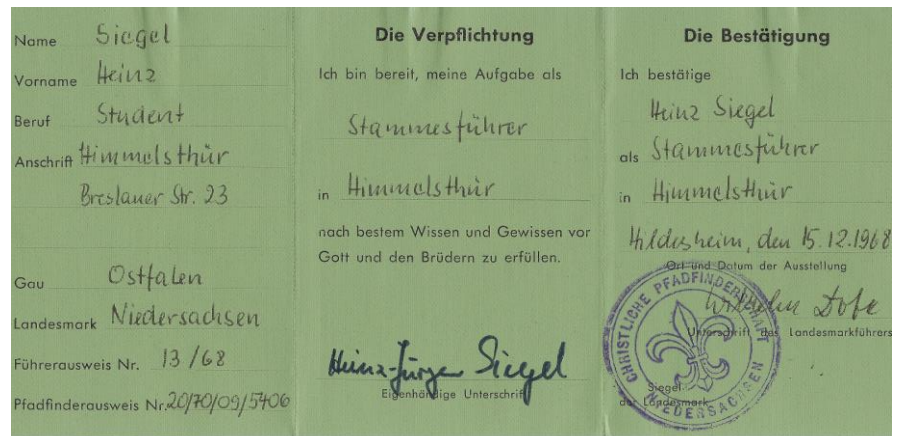 Name Siegel
Vorname Heinz
Beruf Student
Anschrift Himmelsthür
Breslauer Str. 23
Gau Ostfalen
Landesmark Niedersachsen
Führerausweis Nr. 13/68
Pfadfinderausweis Nr. 20/70/09/5406
Die Verpflichtung
Ich bin bereit, meine Aufgabe als
Stammesführer
in Himmelsthür
nach bestem Wissen und Gewissen vor
Gott und den Brüdern zu erfüllen.
Heinz-Jürgen Siegel
Eigenhändige Unterschrift
Die Bestätigung
Ich bestätige
Heinz Siegel
als Stammesführer
in Himmelsthür
Hildesheim, den 15.12.1968
Ort und Datum der Ausstellung
Unterschrift des Landesmarkführers
Siegel
der Landesmark
CHRISTLICHE PFADFINDERSCHAFT
NIEDERSACHSEN